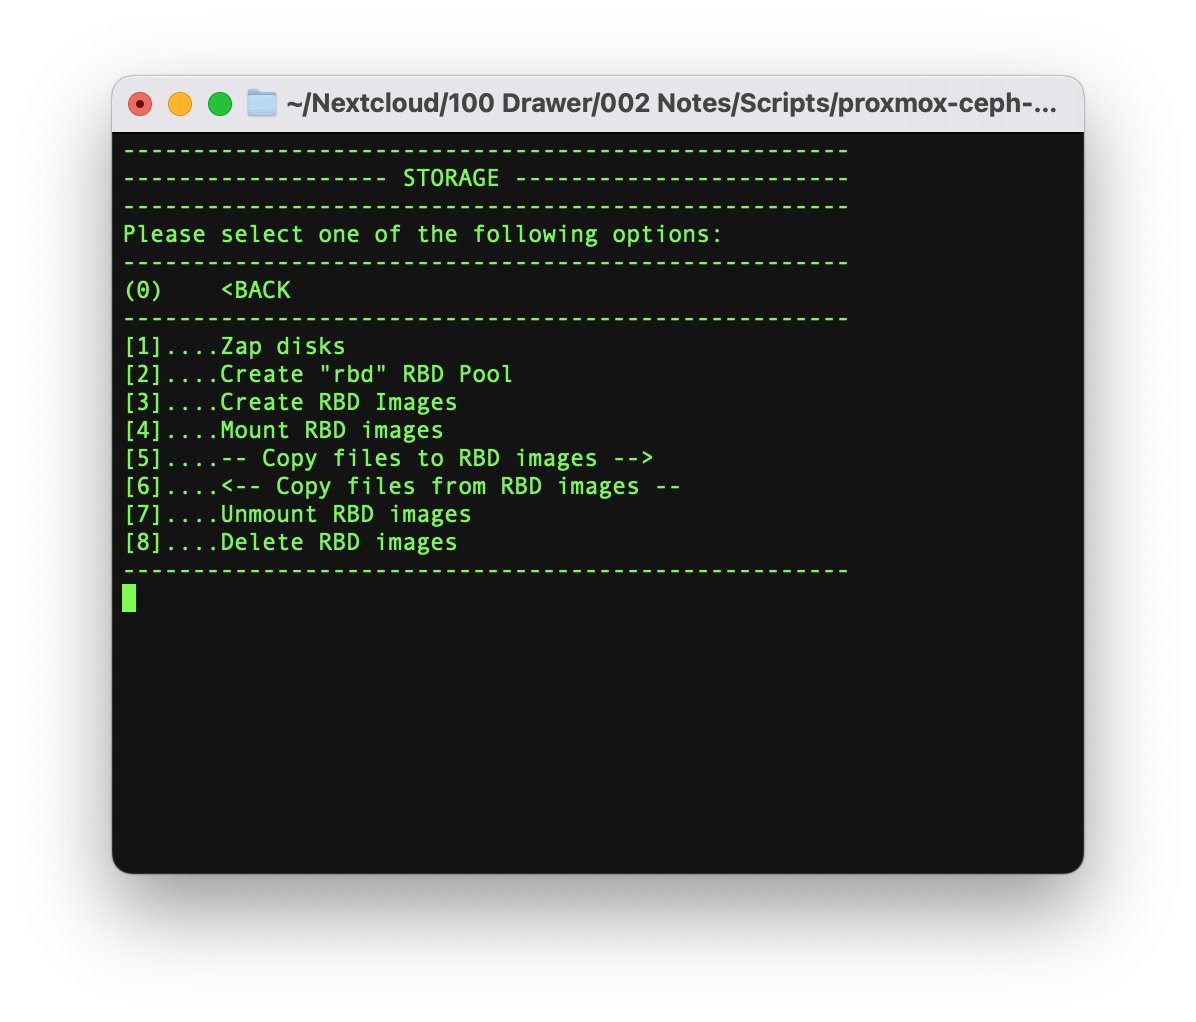 ~/Nextcloud/100 Drawer/002 Notes/Scripts/proxmox-ceph-...
----------------------------------------------------
------------------- STORAGE ------------------------
----------------------------------------------------
Please select one of the following options:
----------------------------------------------------
(0)    <BACK
----------------------------------------------------
[1]....Zap disks
[2]....Create "rbd" RBD Pool
[3]....Create RBD Images
[4]....Mount RBD images
[5]....-- Copy files to RBD images -->
[6]....<-- Copy files from RBD images --
[7]....Unmount RBD images
[8]....Delete RBD images
----------------------------------------------------